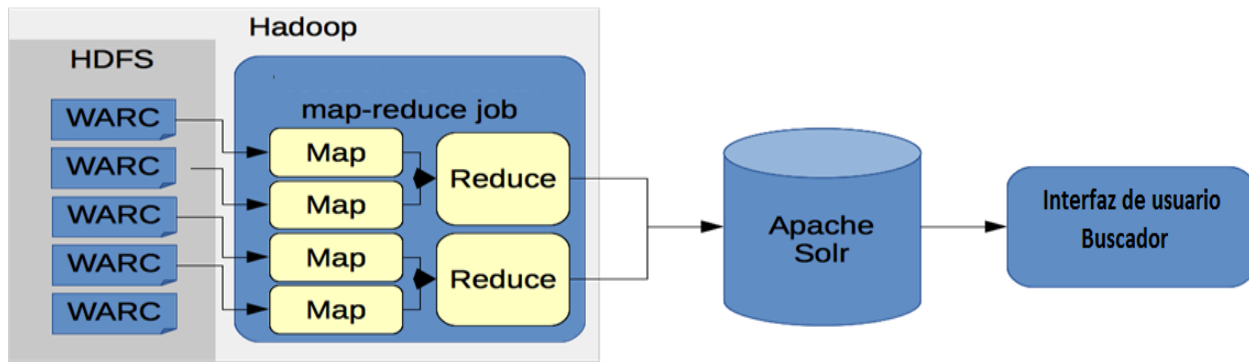 Hadoop
HDFS
WARC
WARC
WARC
WARC
WARC
map-reduce job
Map
Map
Map
Map
Reduce
Reduce
Apache
Solr
Interfaz de usuario
Buscador